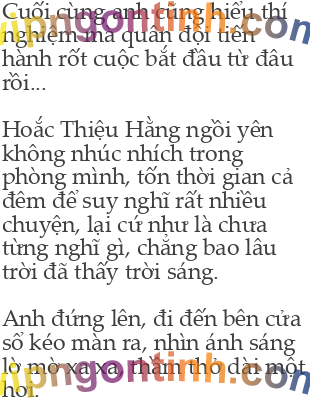 Cuối cùng anh cũng hiểu thí
nghiệm mà quân đội tiến
hành rốt cuộc bắt đầu từ đâu
rồi...
Hoắc Thiệu Hằng ngồi yên
không nhúc nhích trong
phòng mình, tốn thời gian cả
đêm để suy nghĩ rất nhiều
chuyện, lại cứ như là chưa
từng nghĩ gì, chẳng bao lâu
trời đã thấy trời sáng.
Anh đứng lên, đi đến bên cửa
sổ kéo màn ra, nhìn ánh sáng
lờ mờ xa xa, thầm thở dài một
hơi.
vipngontinh.com
vipngontinh.com